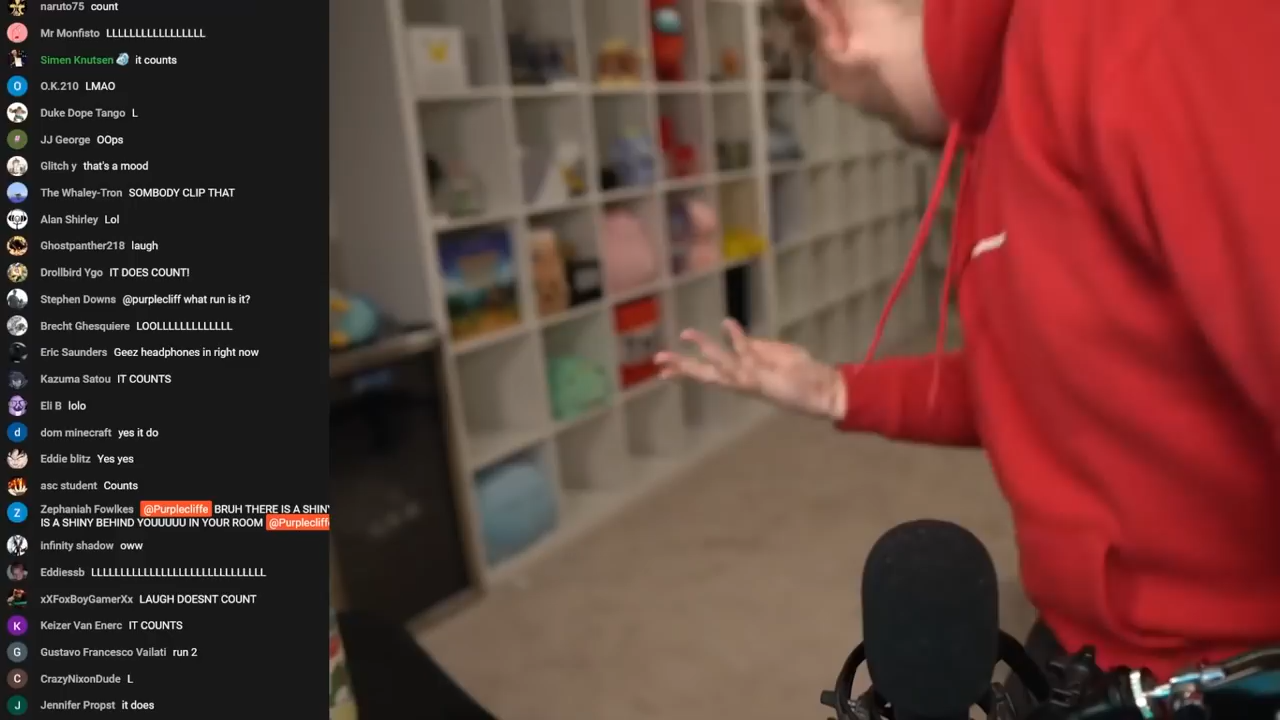 naruto75 count
Mr Monfisto LLLLLLLLLLLLLLLLL
Simen Knutsen it counts
O O.K.210 LMAO
Duke Dope Tango L
# JJ George OOps
Glitch y that's a mood
The Whaley-Tron SOMBODY CLIP THAT
Alan Shirley Lol
Ghostpanther218 laugh
Drollbird Ygo IT DOES COUNT!
Stephen Downs @purplecliff what run is it?
Brecht Ghesquiere LOOLLLLLLLLLLLL
Eric Saunders Geez headphones in right now
Kazuma Satou IT COUNTS
Eli B lolo
d dom minecraft yes it do
Eddie blitz Yes yes
asc student Counts
Z Zephaniah Fowlkes @Purplecliffe BRUH THERE IS A SHINY
IS A SHINY BEHIND YOUUUUU IN YOUR ROOM @Purplecliffe
infinity shadow oww
Eddiessb LLLLLLLLLLLLLLLLLLLLLLLLLLLLL
xXFoxBoyGamerXx LAUGH DOESNT COUNT
K Keizer Van Enerc IT COUNTS
G Gustavo Francesco Vailati run 2
C CrazyNixonDude L
J Jennifer Propst it does